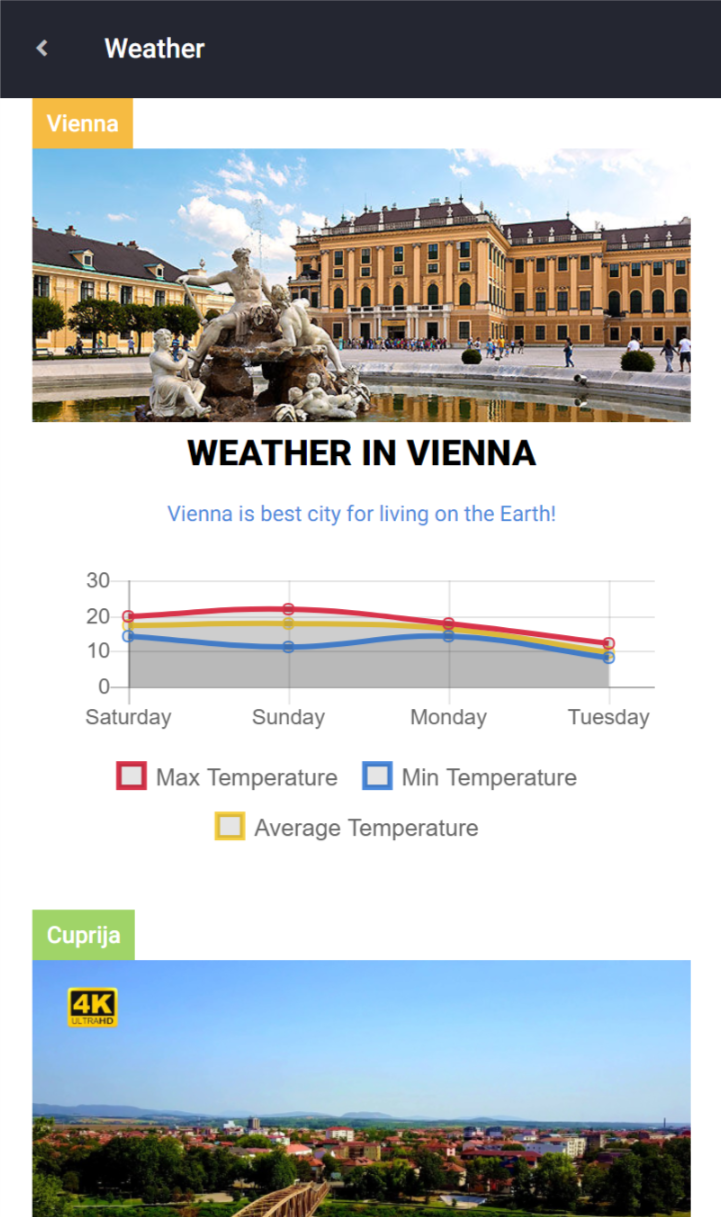 Weather
Vienna
WEATHER IN VIENNA
Vienna is best city for living on the Earth!
30
20
10
0
Saturday Sunday Monday Tuesday
Max Temperature Min Temperature
Average Temperature
Cuprija
4K
ULTRAHD